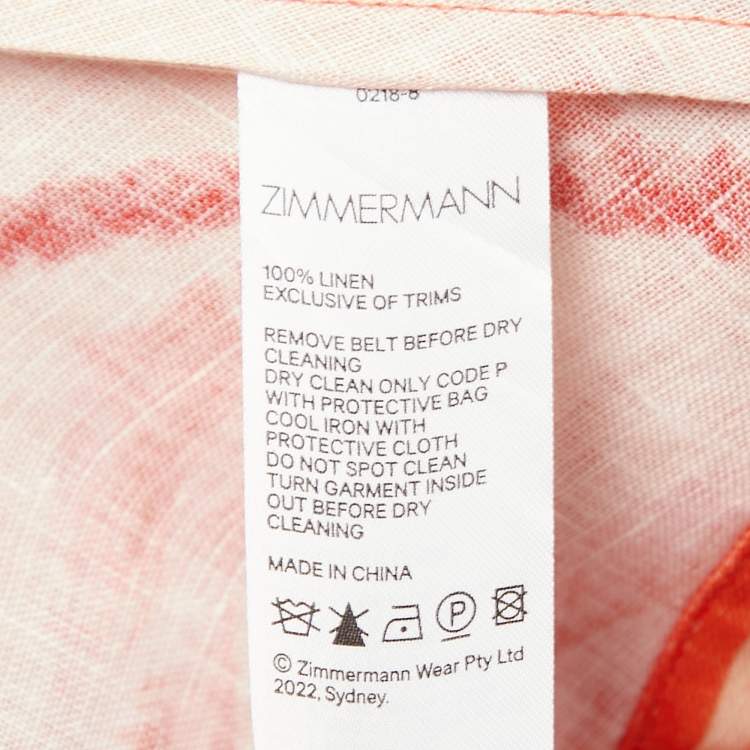 0218-8
ZIMMERMANN
100% LINEN
EXCLUSIVE OF TRIMS
REMOVE BELT BEFORE DRY
CLEANING
DRY CLEAN ONLY CODE P
WITH PROTECTIVE BAG
COOL IRON WITH
PROTECTIVE CLOTH
DO NOT SPOT CLEAN
TURN GARMENT INSIDE
OUT BEFORE DRY
CLEANING
MADE IN CHINA
P
© Zimmermann Wear Pty Ltd
2022, Sydney.